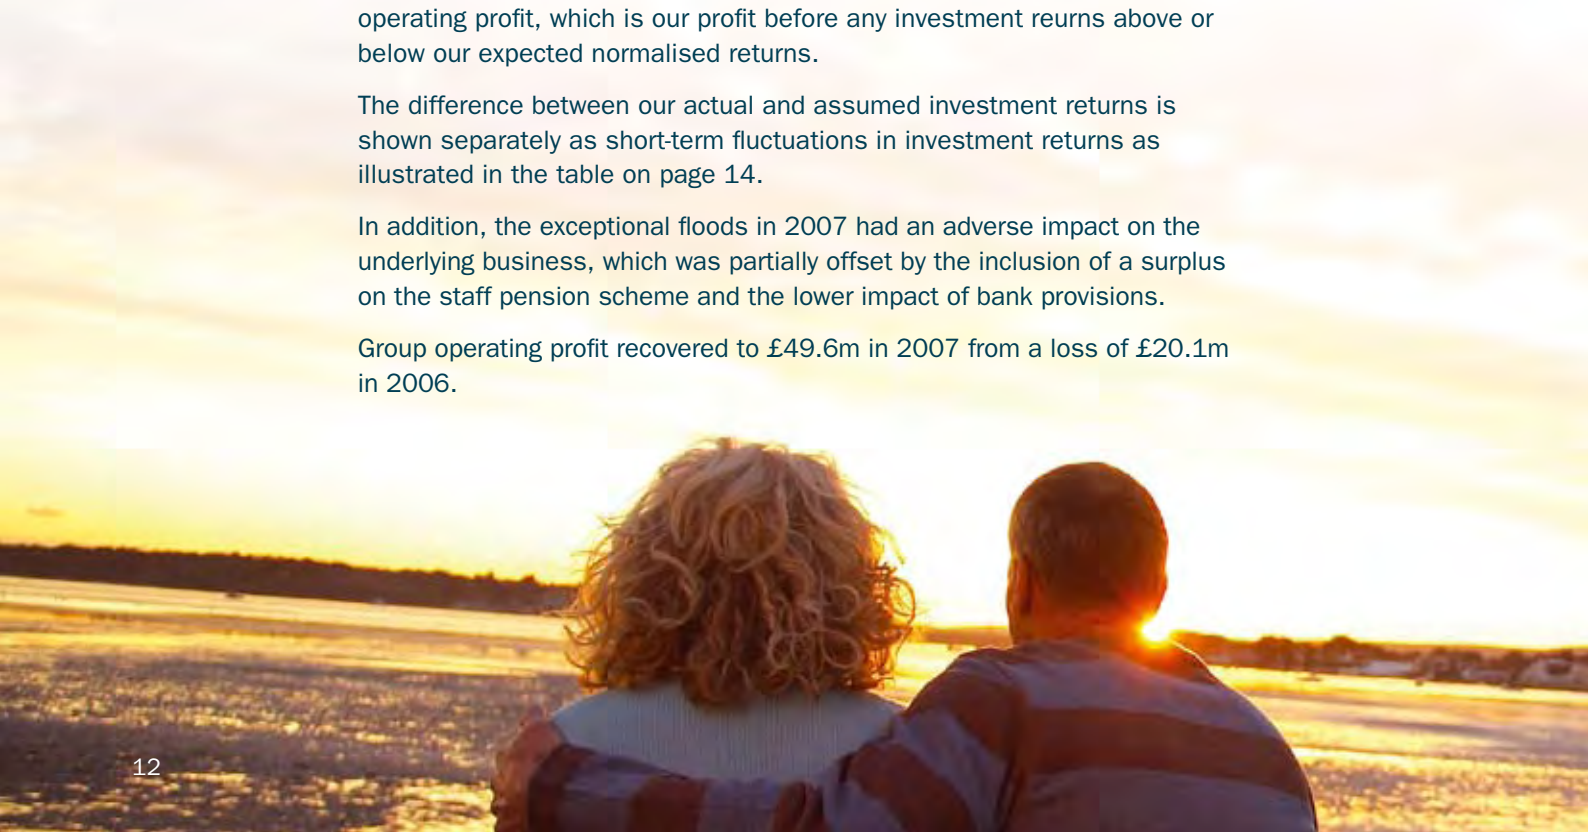 operating profit, which is our profit before any investment reurns above or
below our expected normalised returns.
The difference between our actual and assumed investment returns is
shown separately as short-term fluctuations in investment returns as
illustrated in the table on page 14.
In addition, the exceptional floods in 2007 had an adverse impact on the
underlying business, which was partially offset by the inclusion of a surplus
on the staff pension scheme and the lower impact of bank provisions.
Group operating profit recovered to £49.6m in 2007 from a loss of £20.1m
in 2006.
12